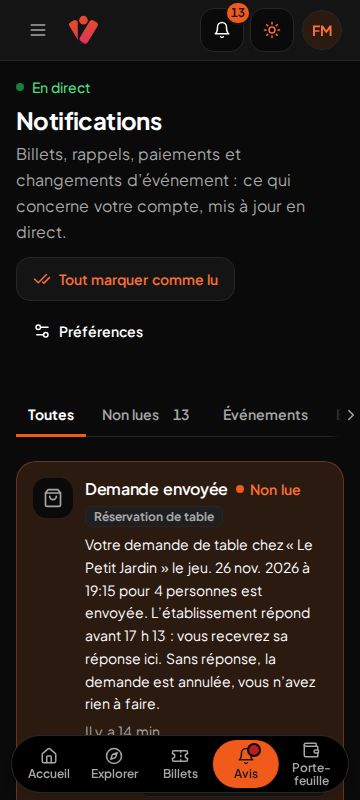 13
FM
En direct
Notifications
Billets, rappels, paiements et
changements d’événement : ce qui
concerne votre compte, mis à jour en
direct.
Tout marquer comme lu
Préférences
Toutes
Non lues 13
Événements
Demande envoyée
Non lue
Réservation de table
Votre demande de table chez « Le
Petit Jardin » le jeu. 26 nov. 2026 à
19:15 pour 4 personnes est
envoyée. L’établissement répond
avant 17 h 13 : vous recevrez sa
réponse ici. Sans réponse, la
demande est annulée, vous n’avez
rien à faire.
Il y a 14 min
Accueil
Explorer
Billets
Avis
Porte-
feuille